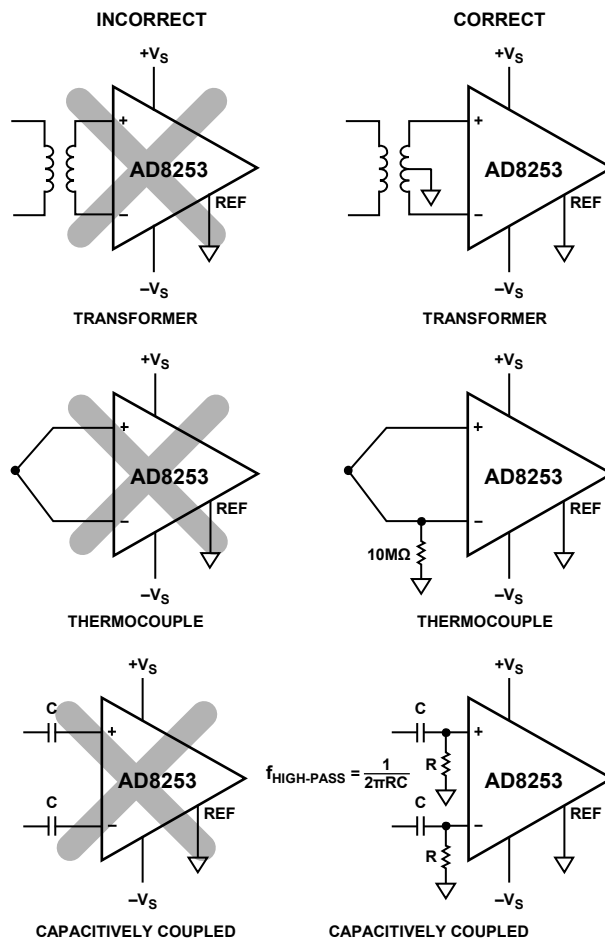 INCORRECT
CORRECT
+VS
+
AD8253
−
REF
−VS
TRANSFORMER
+VS
+
AD8253
−
REF
−VS
TRANSFORMER
+VS
+
AD8253
−
REF
−VS
THERMOCOUPLE
+VS
+
AD8253
−
REF
10MΩ
−VS
THERMOCOUPLE
+VS
C
+
AD8253
C
−
REF
−VS
CAPACITIVELY COUPLED
fHIGH-PASS = 1/2πRC
+VS
C
+
R
AD8253
C
−
R
REF
−VS
CAPACITIVELY COUPLED